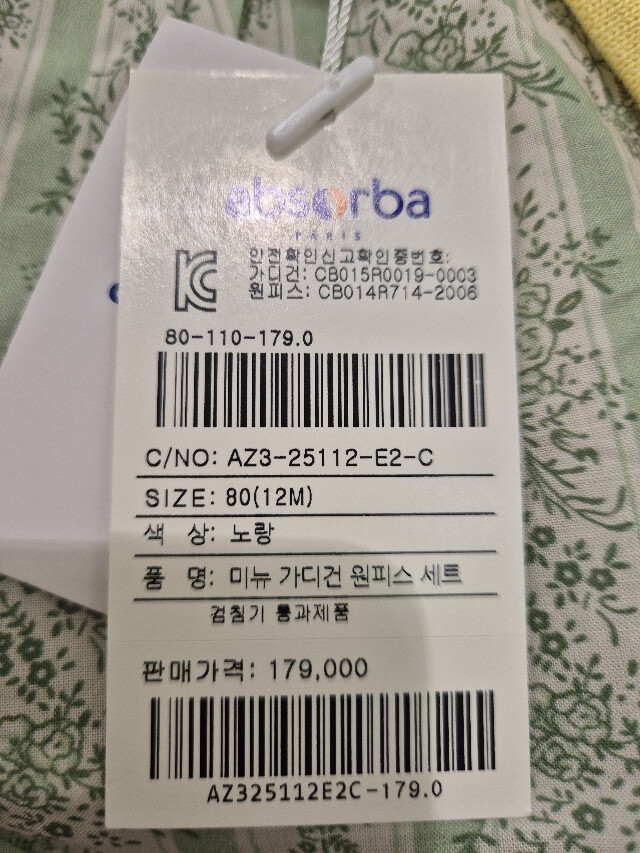 absorba
PARIS
안전확인신고확인증번호:
가디건: CB015R0019-0003
원피스: CB014R714-2006
80-110-179.0
C/NO: AZ3-25112-E2-C
SIZE: 80(12M)
색 상: 노랑
품 명: 미뉴 가디건 원피스 세트
검침기 통과제품
판매가격: 179,000
AZ325112E2C-179.0